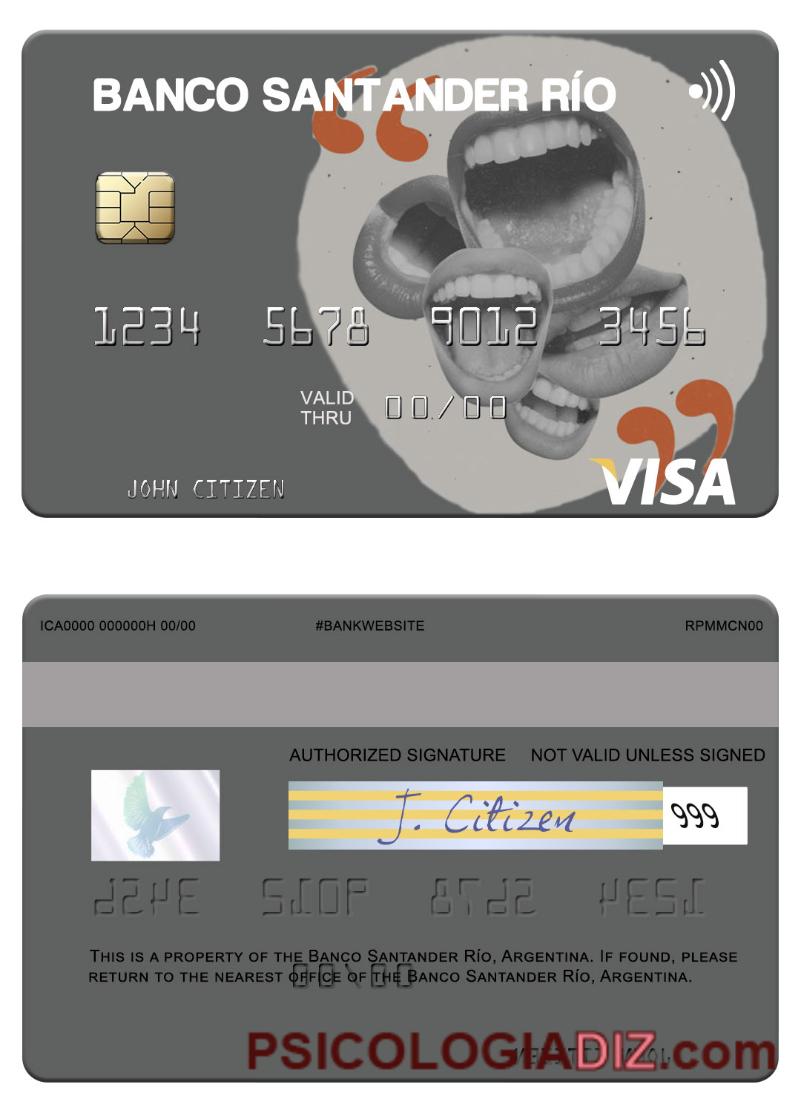 BANCO SANTANDER RÍO
1234 5678 9012 3456
VALID
THRU 00/00
JOHN CITIZEN
VISA
ICA0000 000000H 00/00 #BANKWEBSITE RPMMCN00
AUTHORIZED SIGNATURE NOT VALID UNLESS SIGNED
J. Citizen 999
THIS IS A PROPERTY OF THE BANCO SANTANDER RÍO, ARGENTINA. IF FOUND, PLEASE
RETURN TO THE NEAREST OFFICE OF THE BANCO SANTANDER RÍO, ARGENTINA.
PSICOLOGIADIZ.com